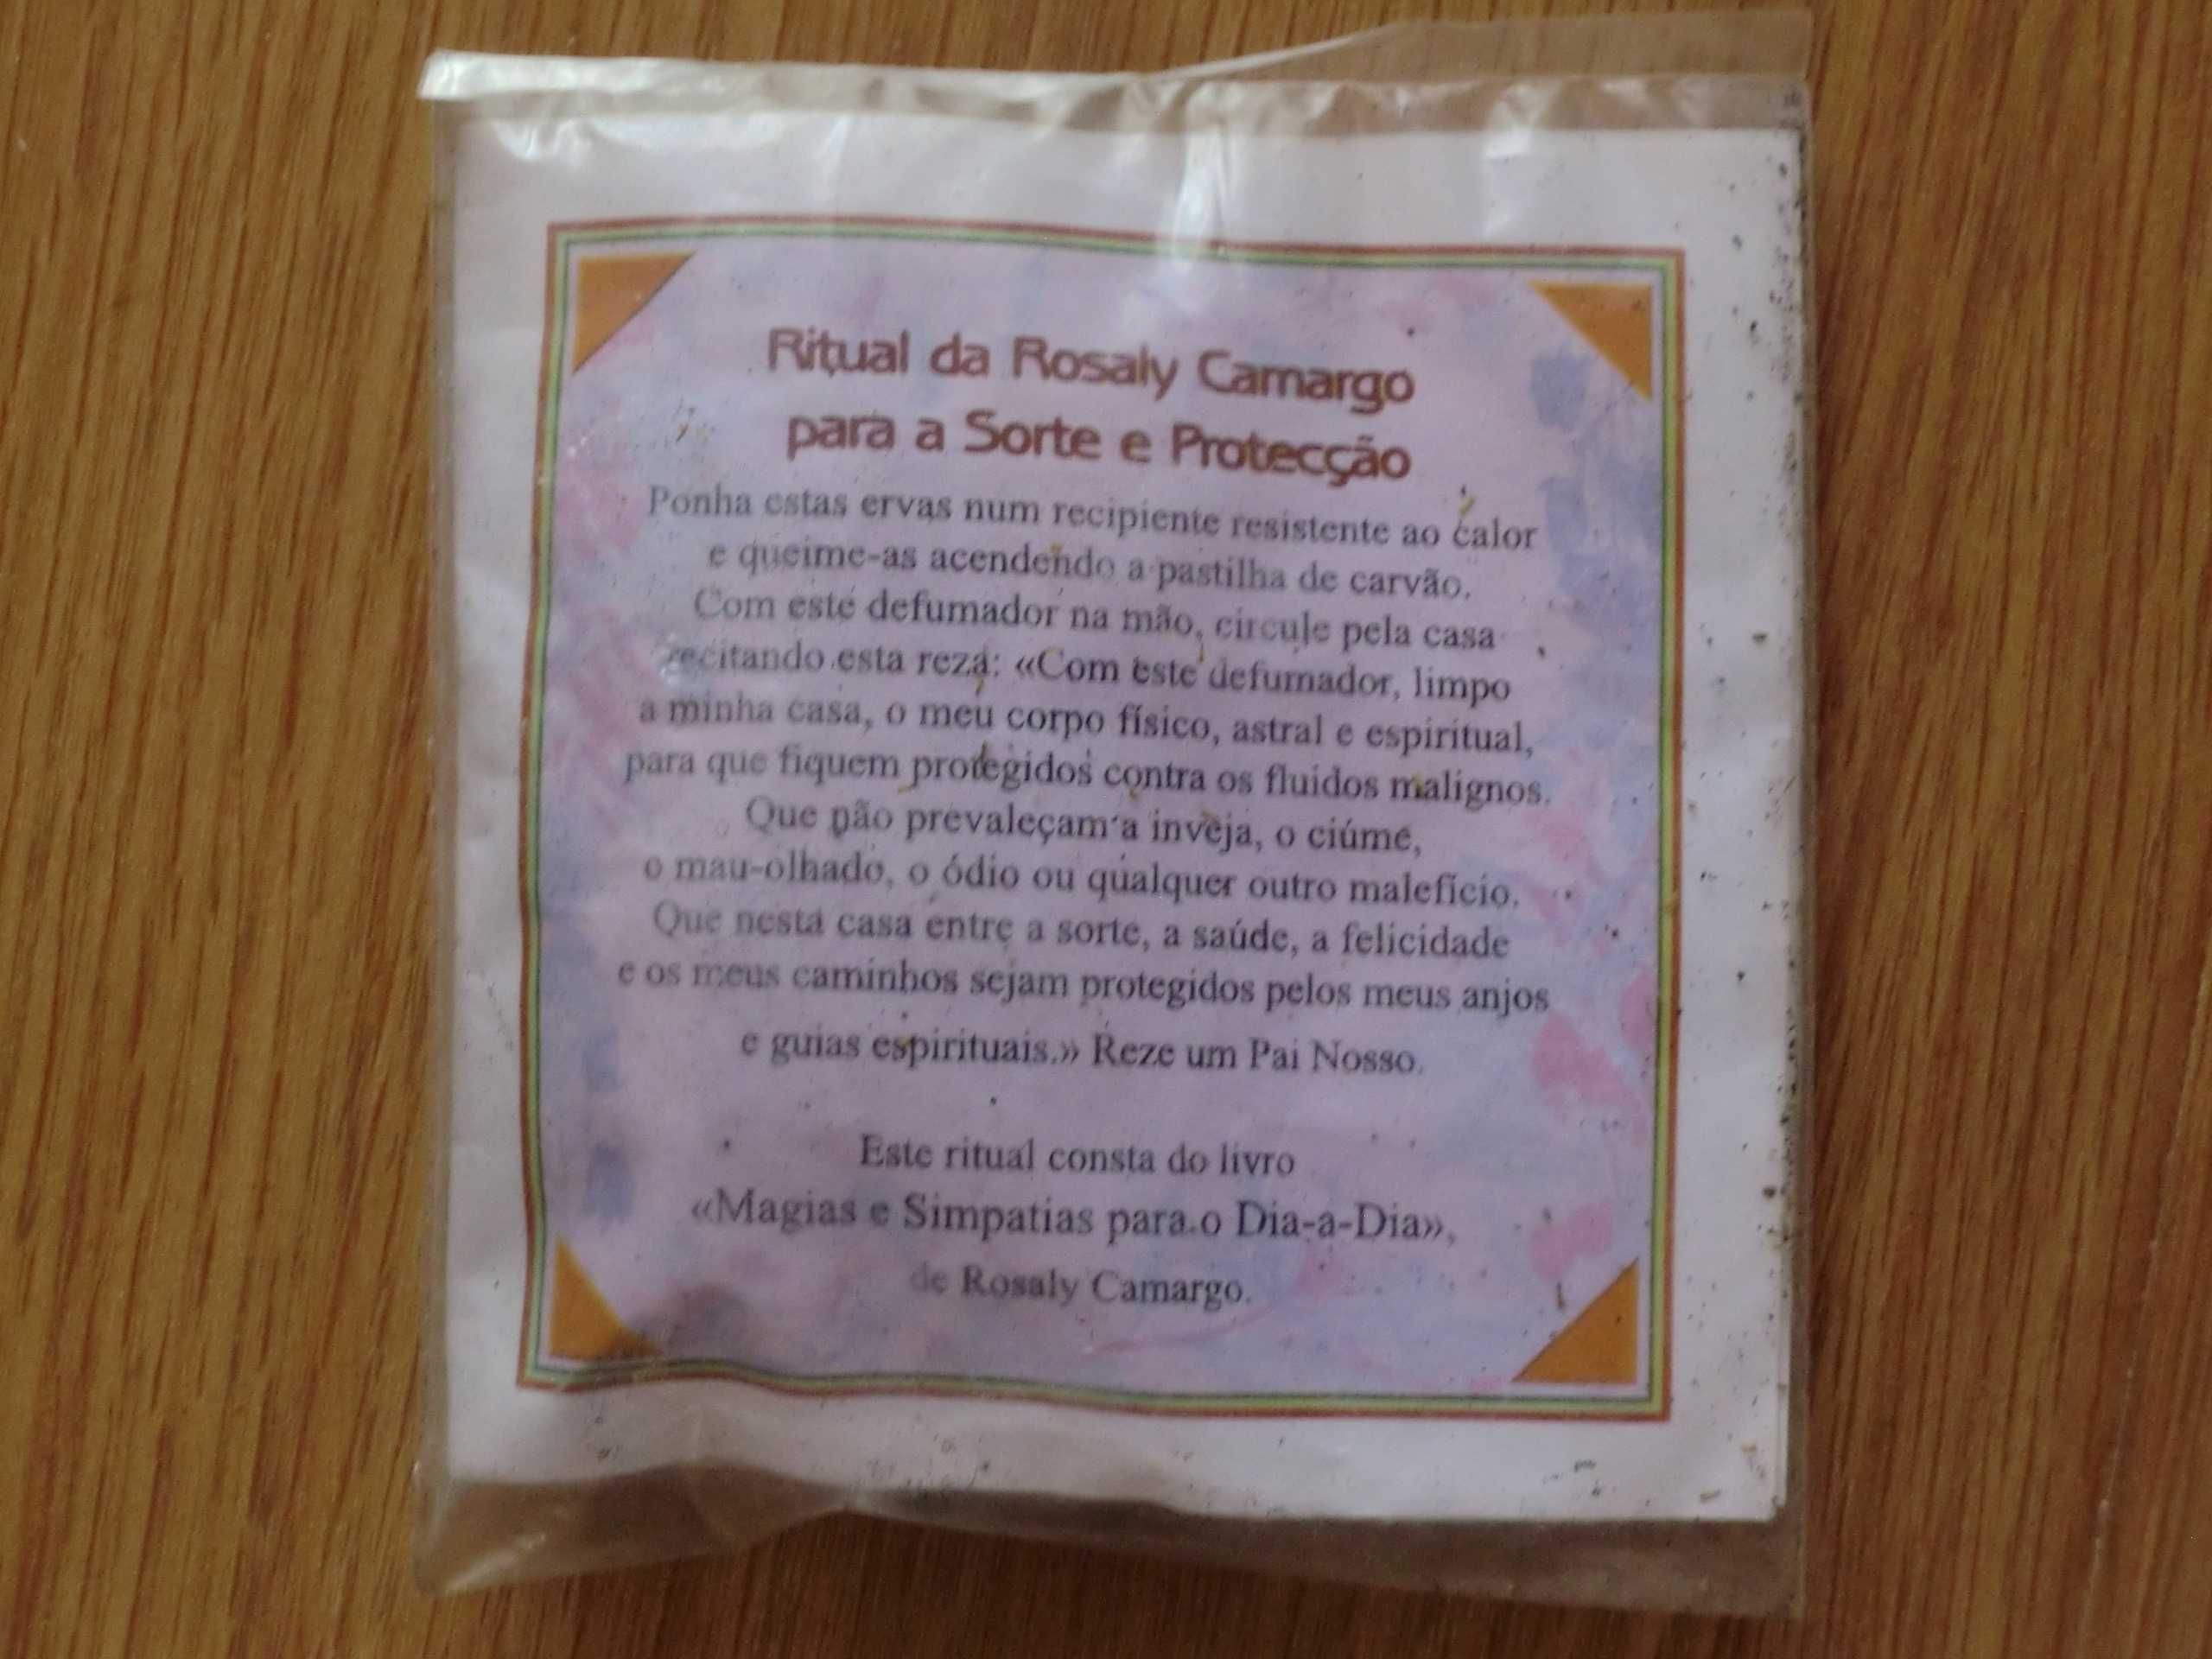 Ritual da Rosaly Camargo
para a Sorte e Protecção
Ponha estas ervas num recipiente resistente ao calor
e queime-as acendendo a pastilha de carvão.
Com este defumador na mão, circule pela casa
recitando esta reza: «Com este defumador, limpo
a minha casa, o meu corpo físico, astral e espiritual,
para que fiquem protegidos contra os fluidos malignos.
Que não prevaleçam a inveja, o ciúme,
o mau-olhado, o ódio ou qualquer outro malefício.
Que nesta casa entre a sorte, a saúde, a felicidade
e os meus caminhos sejam protegidos pelos meus anjos
e guias espirituais.» Reze um Pai Nosso.
Este ritual consta do livro
«Magias e Simpatias para o Dia-a-Dia»,
de Rosaly Camargo.